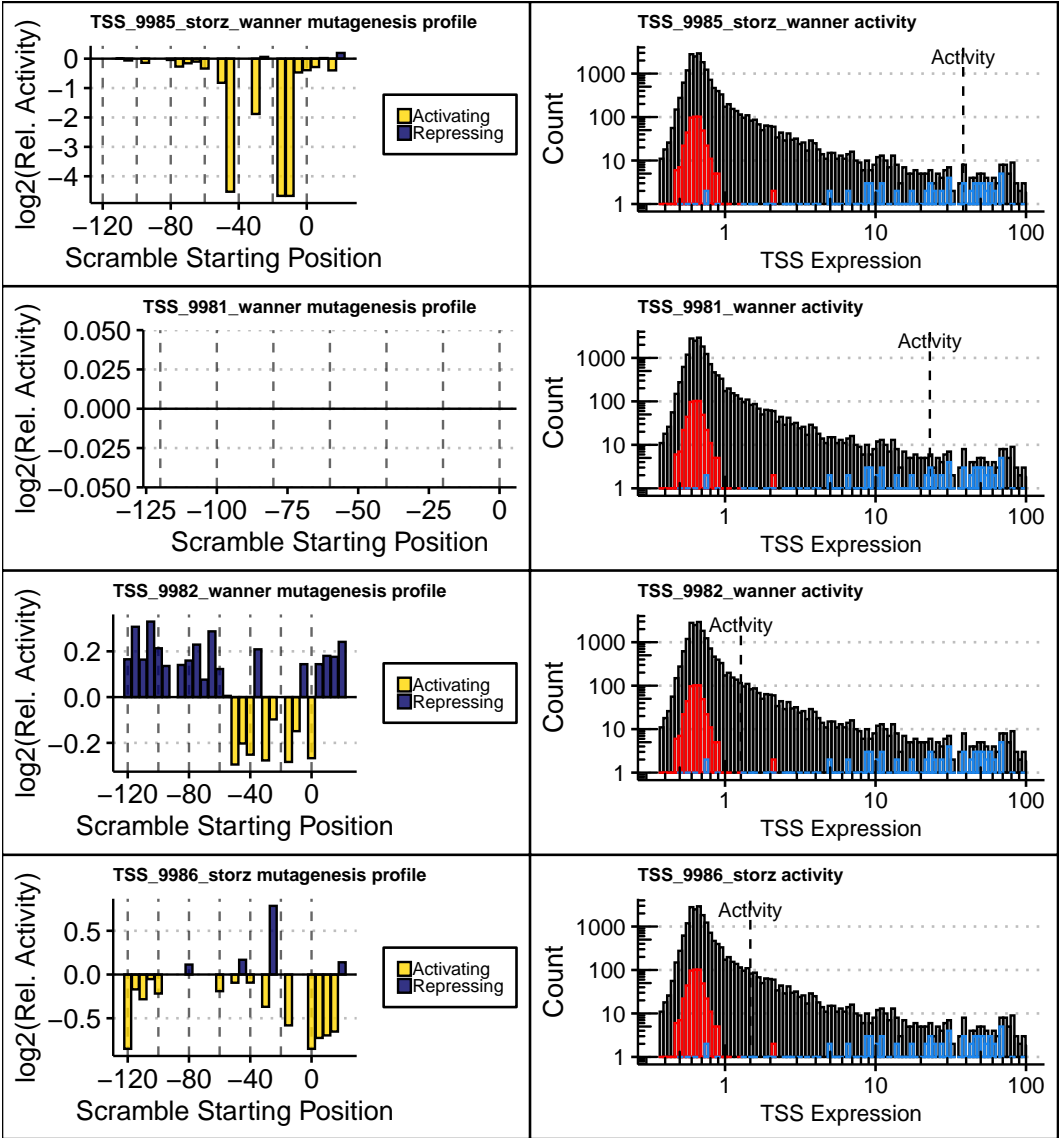 TSS_9985_storz_wanner mutagenesis profile
log2(Rel. Activity)
0
−1
−2
−3
−4
−120
−80
−40
0
Scramble Starting Position
Activating
Repressing
TSS_9985_storz_wanner activity
Count
1000
100
10
1
Activity
1
10
100
TSS Expression
TSS_9981_wanner mutagenesis profile
log2(Rel. Activity)
0.050
0.025
0.000
−0.025
−0.050
−125
−100
−75
−50
−25
0
Scramble Starting Position
TSS_9981_wanner activity
Count
1000
100
10
1
Activity
1
10
100
TSS Expression
TSS_9982_wanner mutagenesis profile
log2(Rel. Activity)
0.2
0.0
−0.2
−120
−80
−40
0
Scramble Starting Position
Activating
Repressing
TSS_9982_wanner activity
Count
1000
100
10
1
Activity
1
10
100
TSS Expression
TSS_9986_storz mutagenesis profile
log2(Rel. Activity)
0.5
0.0
−0.5
−120
−80
−40
0
Scramble Starting Position
Activating
Repressing
TSS_9986_storz activity
Count
1000
100
10
1
Activity
1
10
100
TSS Expression